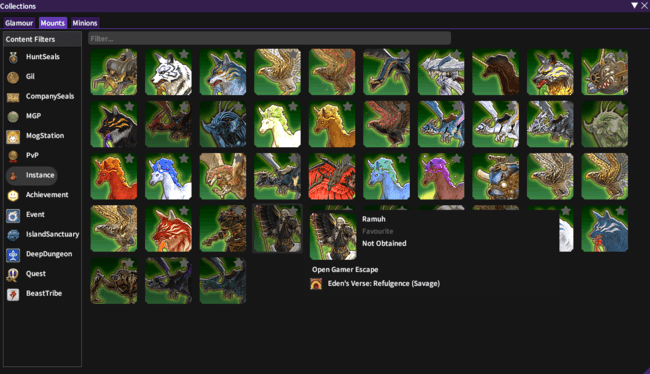 Collections
Glamour Mounts Minions
Content Filters
Filter...
HuntSeals
Gil
CompanySeals
MGP
MogStation
PvP
Instance
Achievement
Event
IslandSanctuary
DeepDungeon
Quest
BeastTribe
Ramuh
Favourite
Not Obtained
Open Gamer Escape
Eden's Verse: Refulgence (Savage)